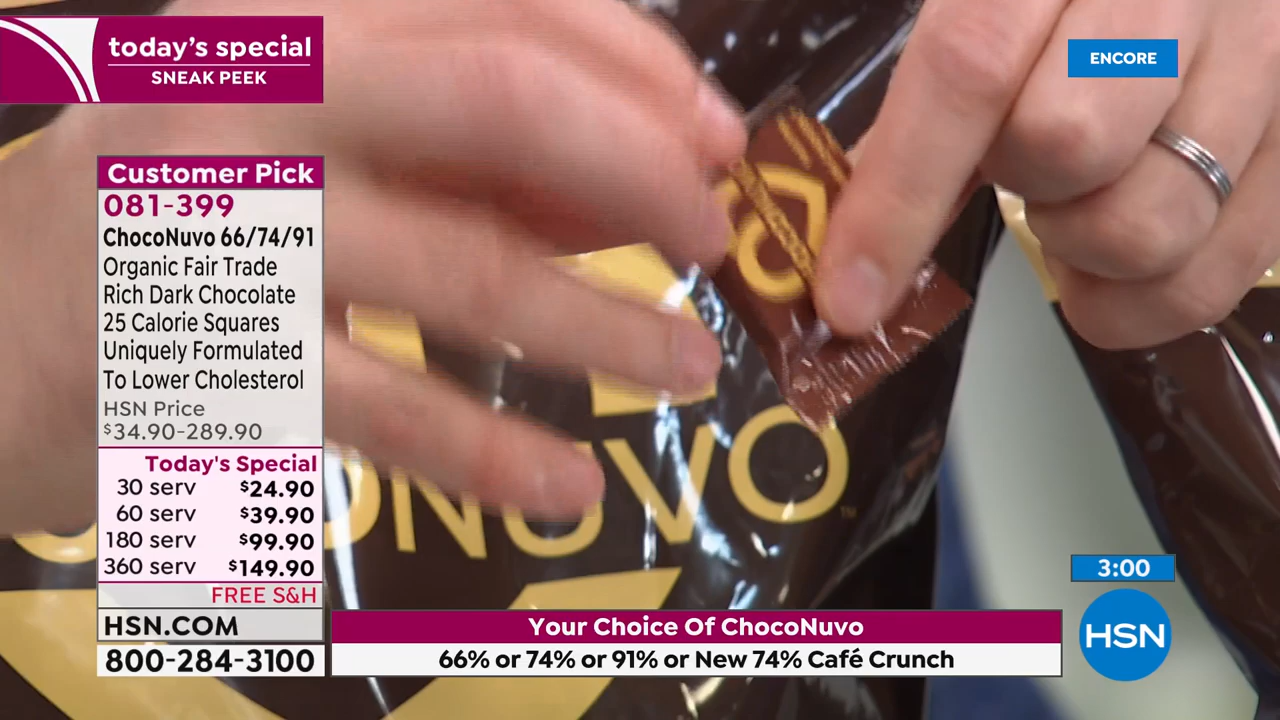 today's special
SNEAK PEEK
ENCORE
Customer Pick
081-399
ChocoNuvo 66/74/91
Organic Fair Trade
Rich Dark Chocolate
25 Calorie Squares
Uniquely Formulated
To Lower Cholesterol
HSN Price
$34.90-289.90
Today's Special
30 serv $24.90
60 serv $39.90
180 serv $99.90
360 serv $149.90
FREE S&H
HSN.COM
800-284-3100
ONUVO™
3:00
HSN
Your Choice Of ChocoNuvo
66% or 74% or 91% or New 74% Café Crunch